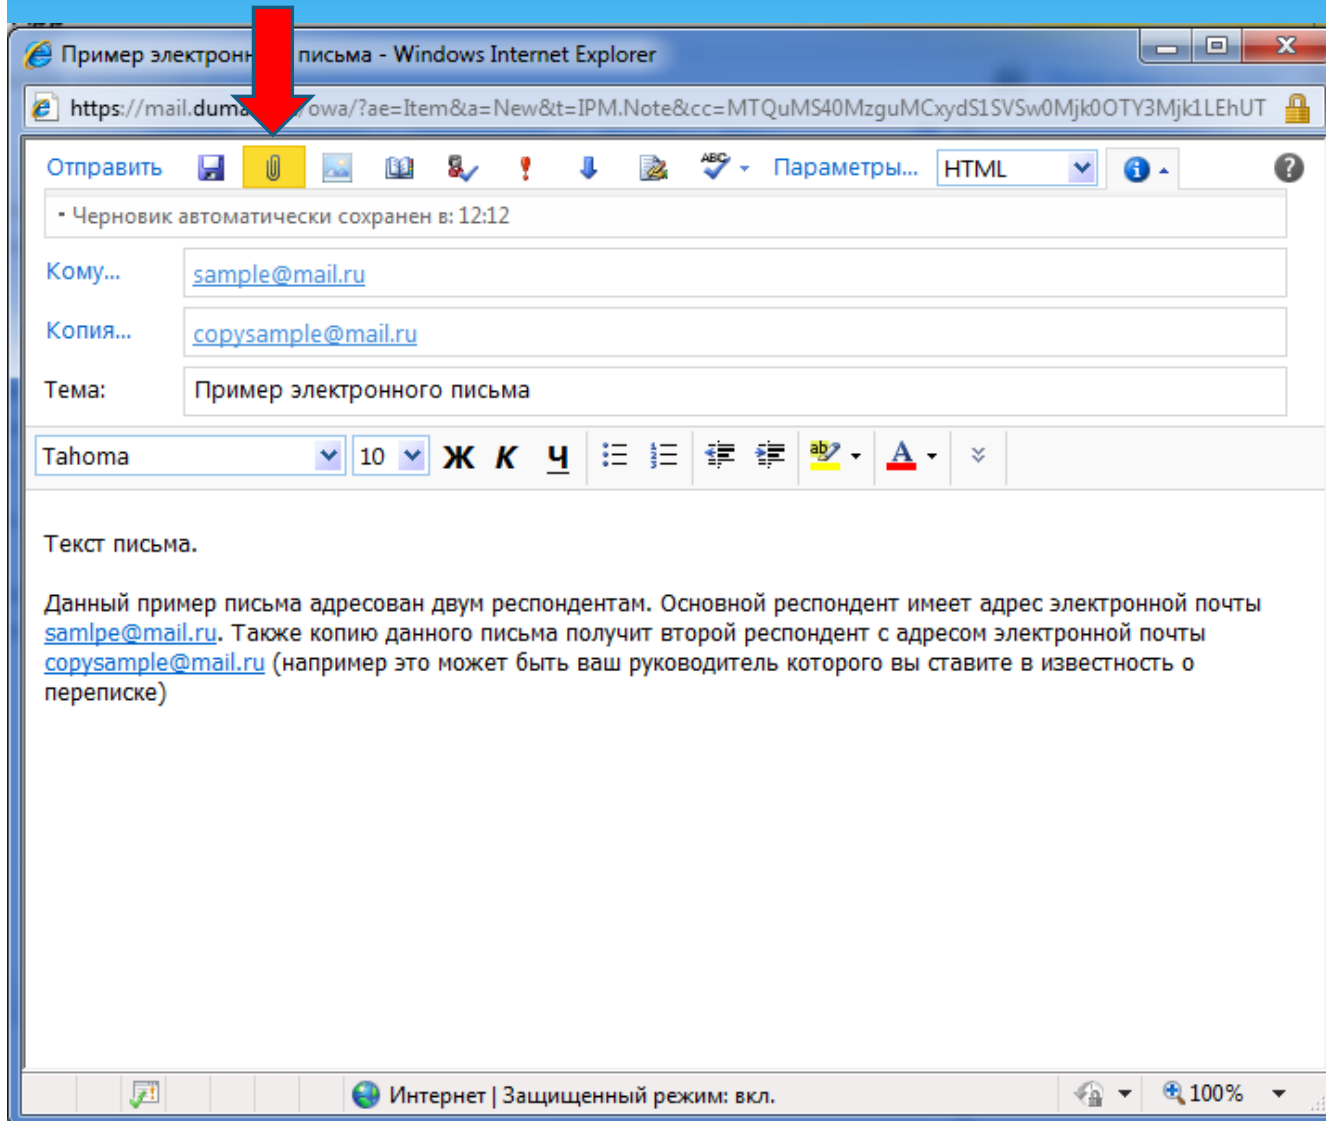 Пример электронн письма - Windows Internet Explorer
https://mail.duma /owa/?ae=Item&a=New&t=IPM.Note&cc=MTQuMS40MzguMCxydS1SVSw0Mjk0OTY3Mjk1LEhUT
Отправить ABC Параметры... HTML
Черновик автоматически сохранен в: 12:12
Кому... sample@mail.ru
Копия... copysample@mail.ru
Тема: Пример электронного письма
Tahoma 10 Ж К Ч ab A
Текст письма.
Данный пример письма адресован двум респондентам. Основной респондент имеет адрес электронной почты
samlpe@mail.ru. Также копию данного письма получит второй респондент с адресом электронной почты
copysample@mail.ru (например это может быть ваш руководитель которого вы ставите в известность о
переписке)
Интернет | Защищенный режим: вкл. 100%